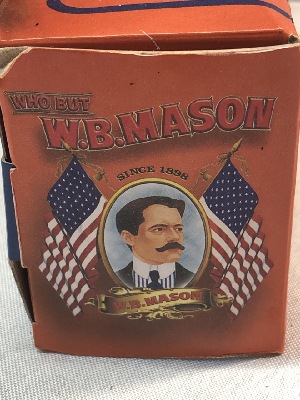 WHO BUT
W.B. MASON
SINCE 1898
W.B. MASON